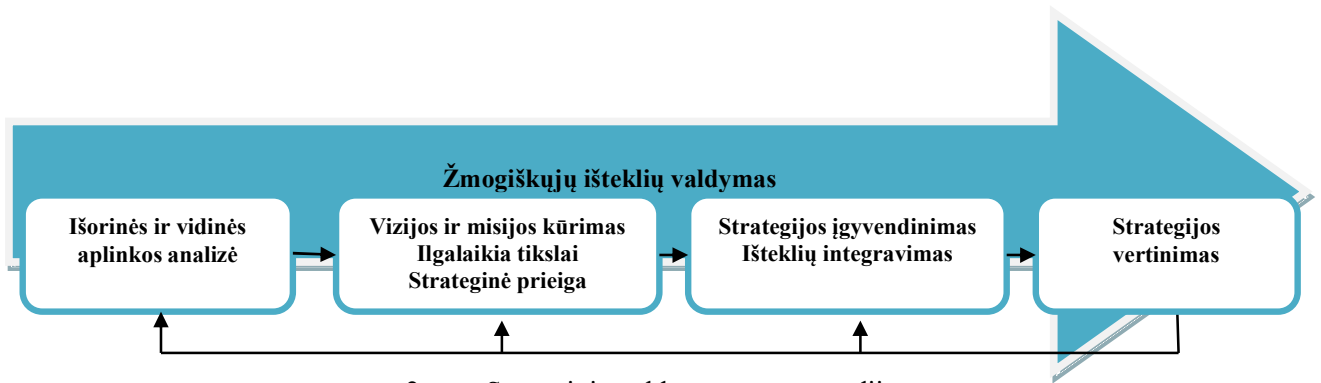 Žmogiškųjų išteklių valdymas
Išorinės ir vidinės
aplinkos analizė
Vizijos ir misijos kūrimas
Ilgalaikia tikslai
Strateginė prieiga
Strategijos įgyvendinimas
Išteklių integravimas
Strategijos
vertinimas